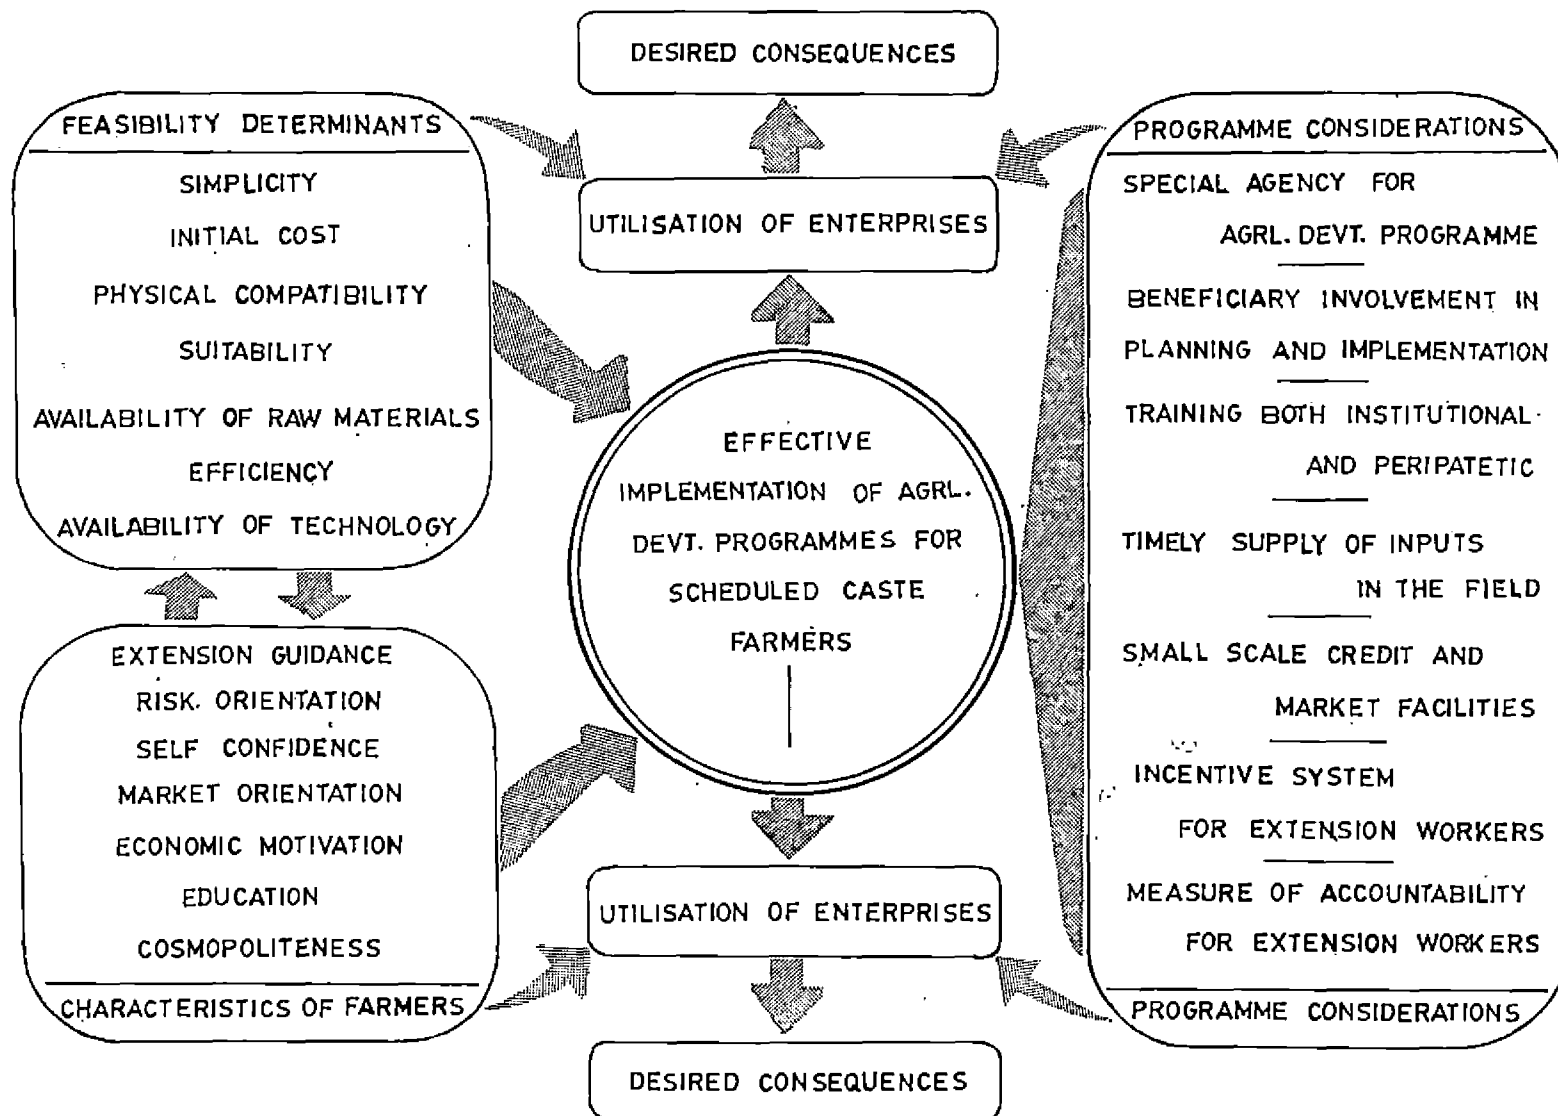 DESIRED CONSEQUENCES
FEASIBILITY DETERMINANTS
SIMPLICITY
INITIAL COST
PHYSICAL COMPATIBILITY
SUITABILITY
AVAILABILITY OF RAW MATERIALS
EFFICIENCY
AVAILABILITY OF TECHNOLOGY
EXTENSION GUIDANCE
RISK. ORIENTATION
SELF CONFIDENCE
MARKET ORIENTATION
ECONOMIC MOTIVATION
EDUCATION
COSMOPOLITENESS
CHARACTERISTICS OF FARMERS
UTILISATION OF ENTERPRISES
EFFECTIVE
IMPLEMENTATION OF AGRL.
DEVT. PROGRAMMES FOR
SCHEDULED CASTE
FARMERS
UTILISATION OF ENTERPRISES
DESIRED CONSEQUENCES
PROGRAMME CONSIDERATIONS
SPECIAL AGENCY FOR
AGRL. DEVT. PROGRAMME
BENEFICIARY INVOLVEMENT IN
PLANNING AND IMPLEMENTATION
TRAINING BOTH INSTITUTIONAL
AND PERIPATETIC
TIMELY SUPPLY OF INPUTS
IN THE FIELD
SMALL SCALE CREDIT AND
MARKET FACILITIES
INCENTIVE SYSTEM
FOR EXTENSION WORKERS
MEASURE OF ACCOUNTABILITY
FOR EXTENSION WORKERS
PROGRAMME CONSIDERATIONS